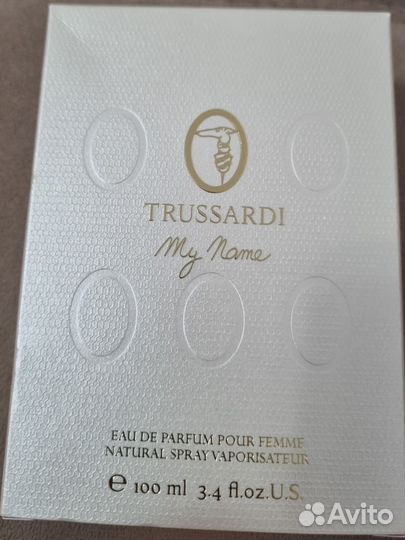 TRUSSARDI
My Name
EAU DE PARFUM POUR FEMME
NATURAL SPRAY VAPORISATEUR
e 100 ml 3.4 fl.oz.U.S.
Avito